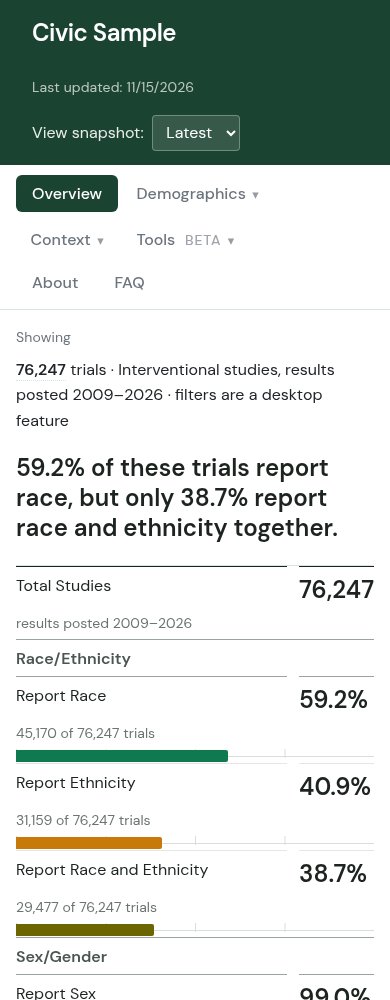 Civic Sample
Last updated: 11/15/2026
View snapshot: Latest
Overview Demographics ▾
Context ▾ Tools BETA ▾
About FAQ
Showing
76,247 trials · Interventional studies, results
posted 2009–2026 · filters are a desktop
feature
59.2% of these trials report
race, but only 38.7% report
race and ethnicity together.
Total Studies 76,247
results posted 2009–2026
Race/Ethnicity
Report Race 59.2%
45,170 of 76,247 trials
Report Ethnicity 40.9%
31,159 of 76,247 trials
Report Race and Ethnicity 38.7%
29,477 of 76,247 trials
Sex/Gender
Report Sex 99.0%